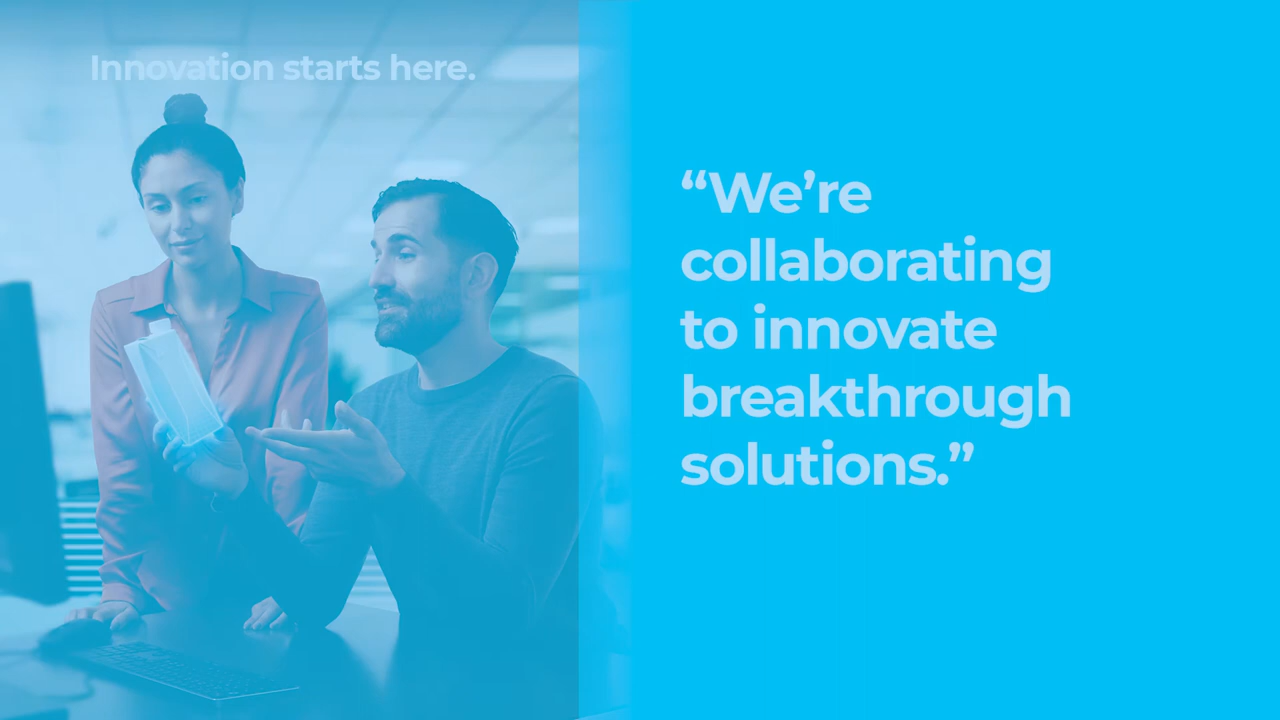 Innovation starts here.
“We’re
collaborating
to innovate
breakthrough
solutions.”